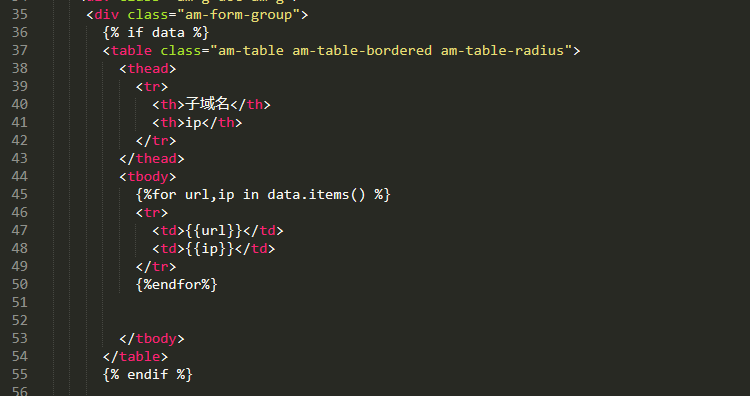 35 <div class="am-form-group">
36 {% if data %}
37 <table class="am-table am-table-bordered am-table-radius">
38 <thead>
39 <tr>
40 <th>子域名</th>
41 <th>ip</th>
42 </tr>
43 </thead>
44 <tbody>
45 {%for url,ip in data.items() %}
46 <tr>
47 <td>{{url}}</td>
48 <td>{{ip}}</td>
49 </tr>
50 {%endfor%}
51
52
53 </tbody>
54 </table>
55 {% endif %}
56